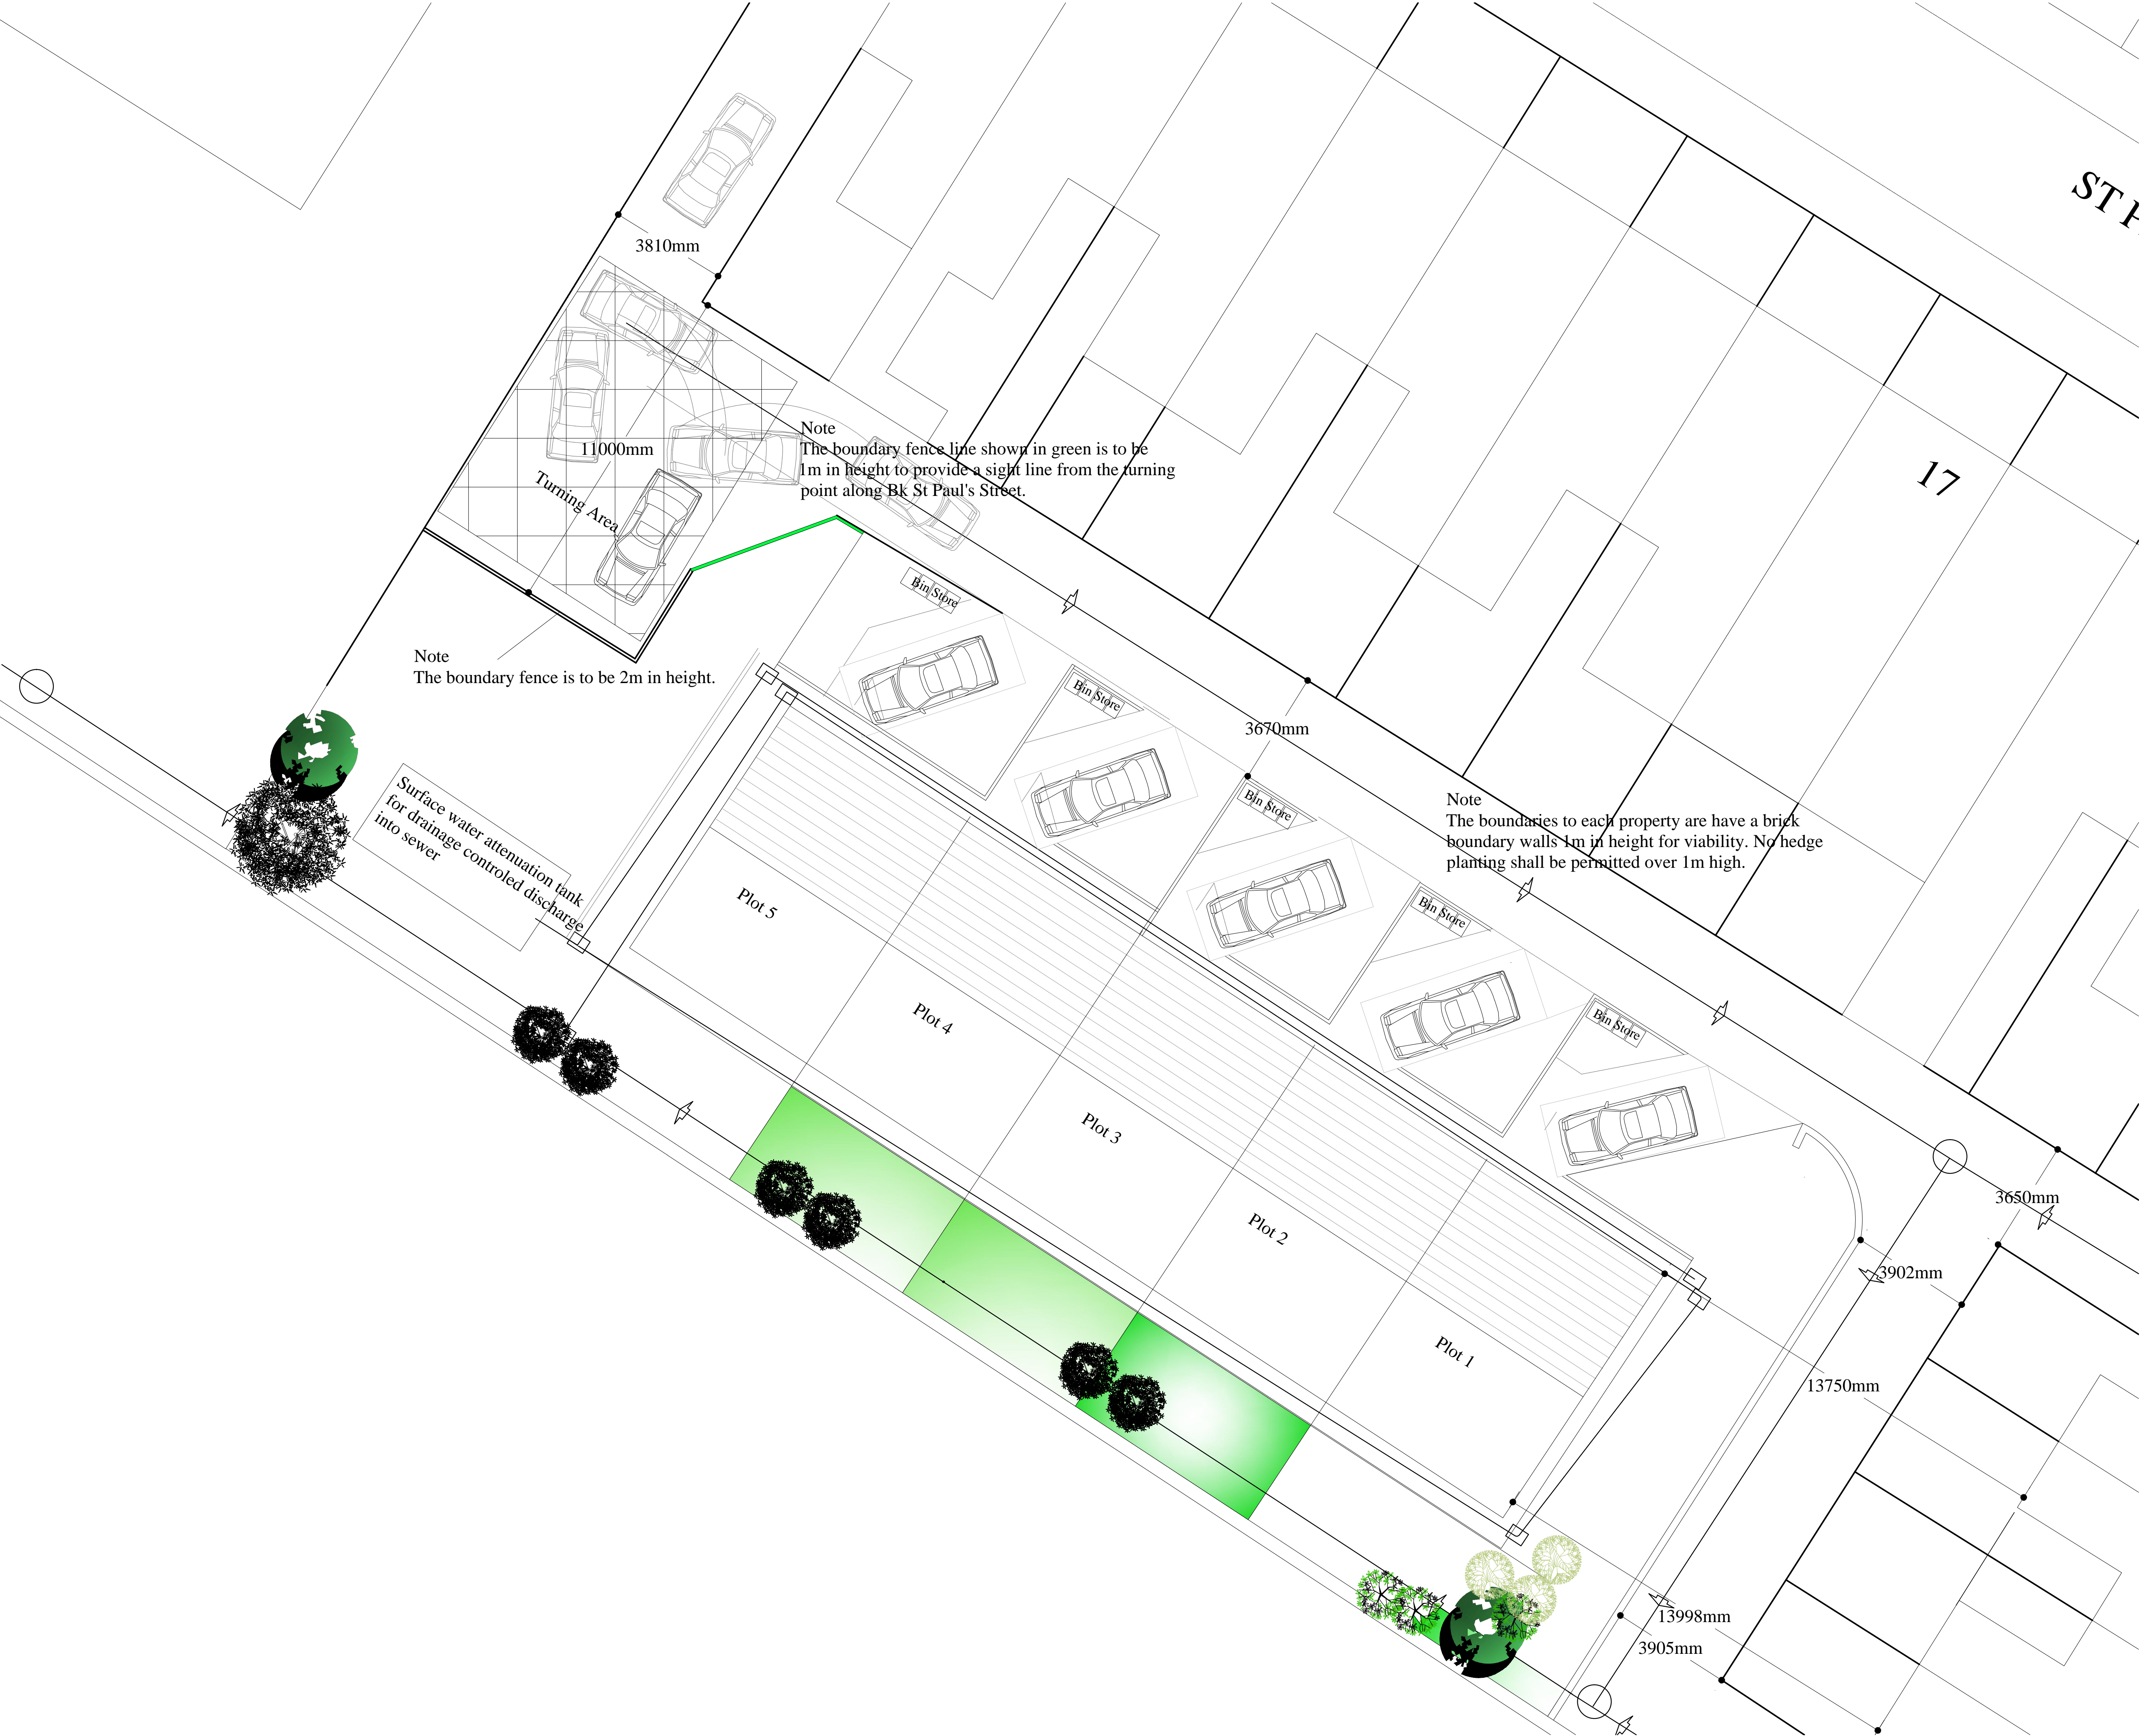 ST P
3810mm
17
Note
The boundary fence line shown in green is to be
1m in height to provide a sight line from the turning
point along Bk St Paul's Street.
11000mm
Turning Area
Bin Store
Note
The boundary fence is to be 2m in height.
Bin Store
3670mm
Bin Store
Note
The boundaries to each property are have a brick
boundary walls 1m in height for viability. No hedge
planting shall be permitted over 1m high.
Surface water attenuation tank
for drainage controled discharge
into sewer
Bin Store
Plot 5
Plot 4
Bin Store
Plot 3
3650mm
Plot 2
3902mm
Plot 1
13750mm
13998mm
3905mm